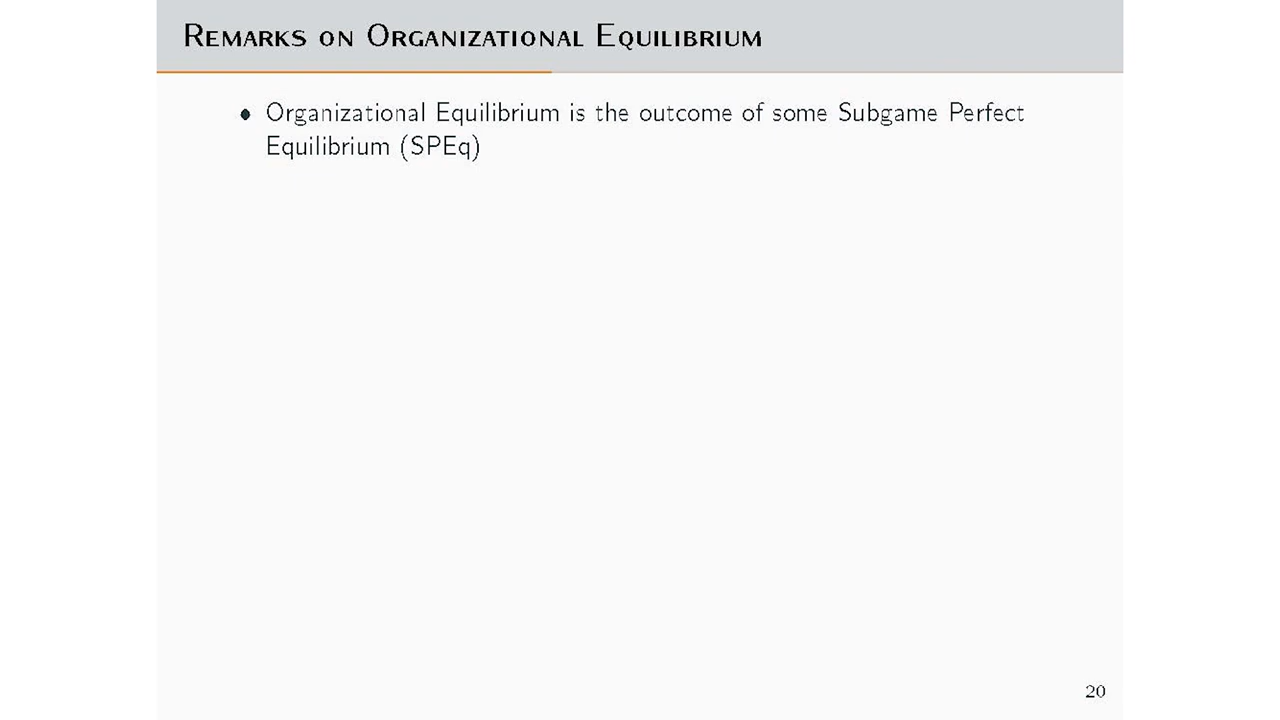 Remarks on Organizational Equilibrium
• Organizational Equilibrium is the outcome of some Subgame Perfect
Equilibrium (SPEq)
20